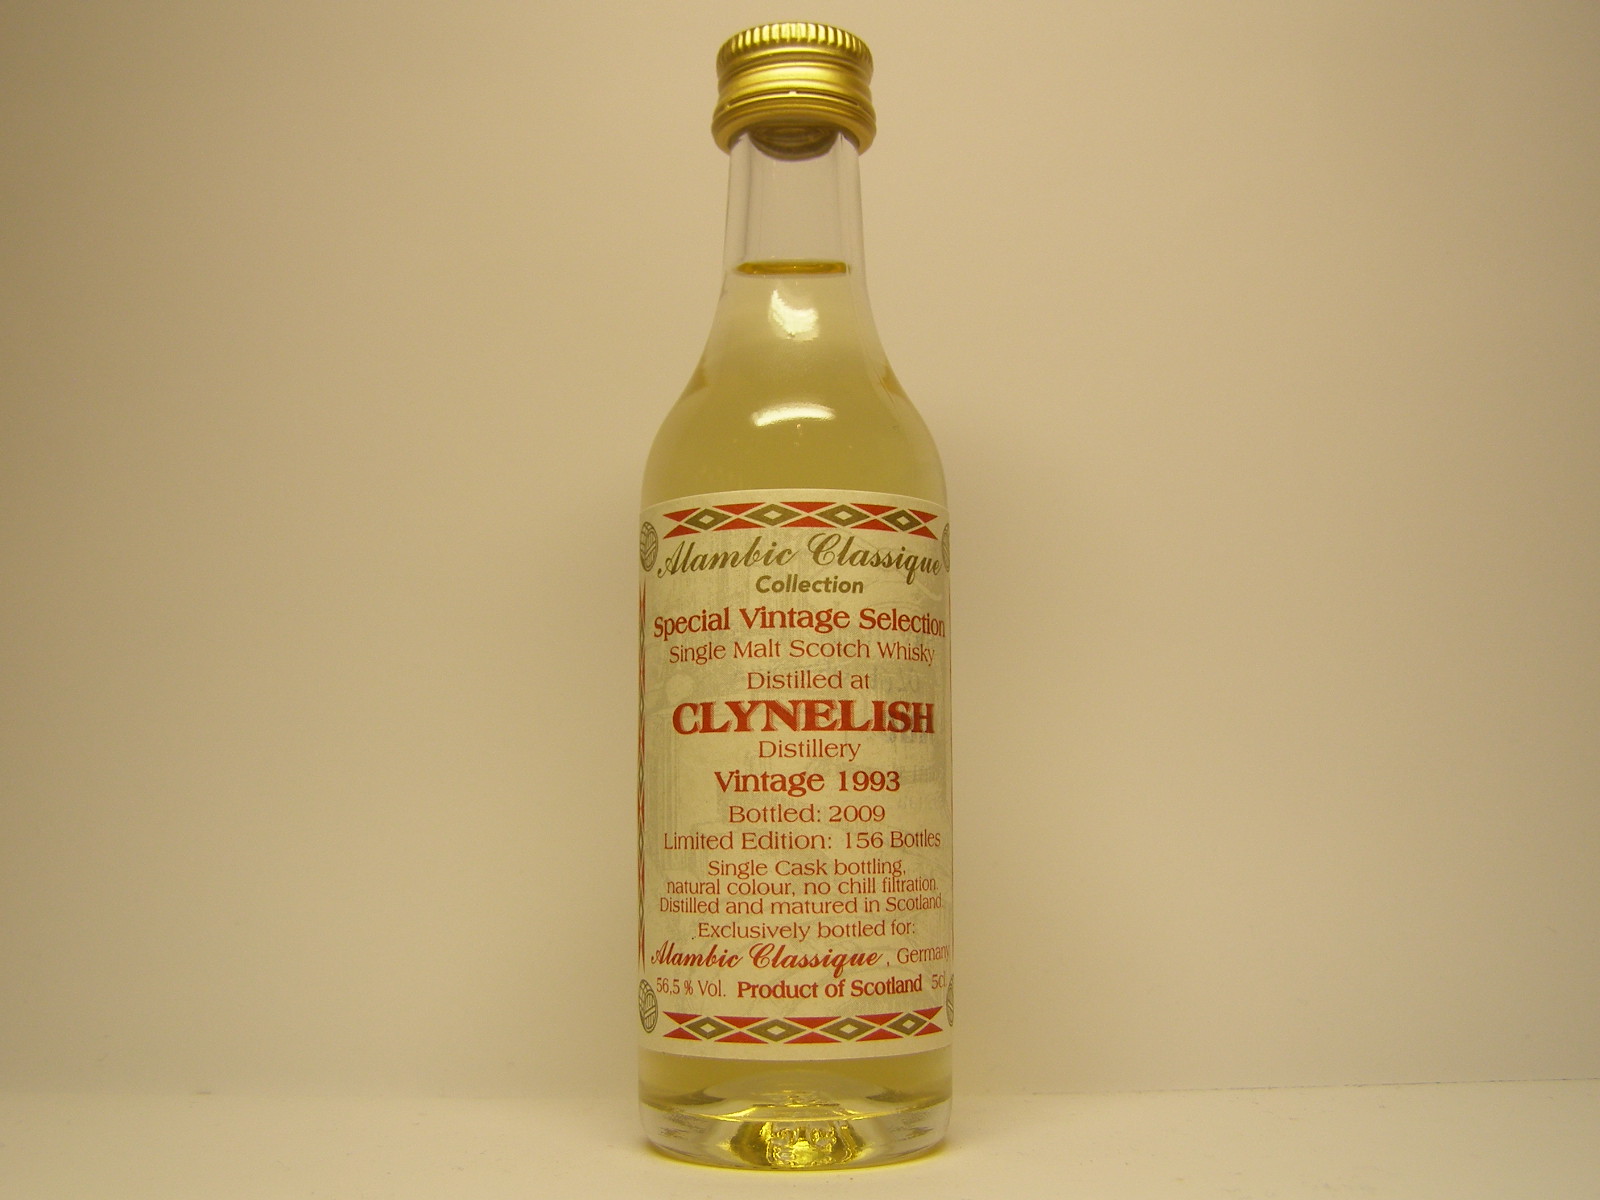 Alambic Classique
Collection
Special Vintage Selection
Single Malt Scotch Whisky
Distilled at
CLYNELISH
Distillery
Vintage 1993
Bottled: 2009
Limited Edition: 156 Bottles
Single Cask bottling,
natural colour, no chill filtration.
Distilled and matured in Scotland.
Exclusively bottled for:
Alambic Classique, Germany
56,5 % Vol. Product of Scotland 5cl